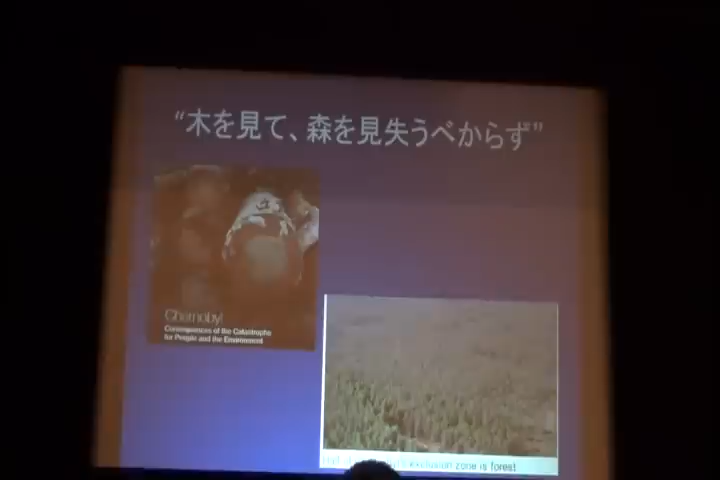 “木を見て、森を見失うべからず”
Chernobyl
Consequences of the Catastrophe
for People and the Environment
exclusion zone is forest